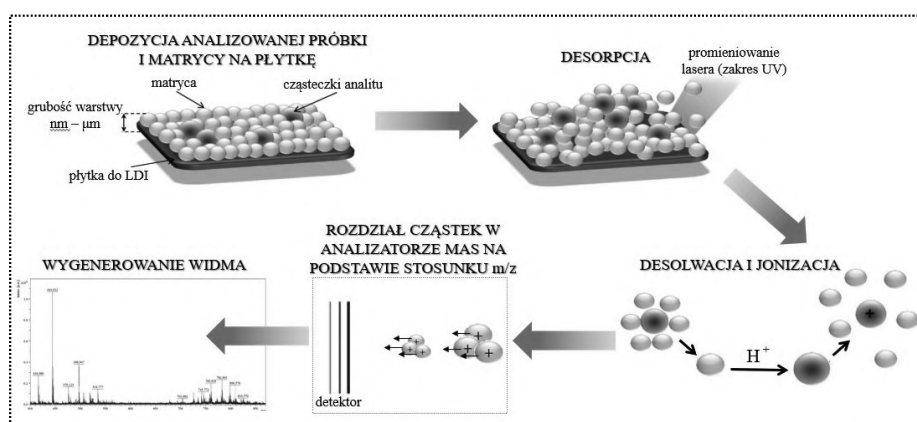 DEPOZYCJA ANALIZOWANEJ PRÓBKI
I MATRYCY NA PŁYTKĘ
matryca
cząsteczki analitu
grubość warstwy
nm – μm
płytka do LDI
DESORPCJA
promieniowanie
lasera (zakres UV)
DESOLWACJA I JONIZACJA
H+
+
ROZDZIAŁ CZĄSTEK W
ANALIZATORZE MAS NA
PODSTAWIE STOSUNKU m/z
+
+
+
+
+
+
detektor
WYGENEROWANIE WIDMA